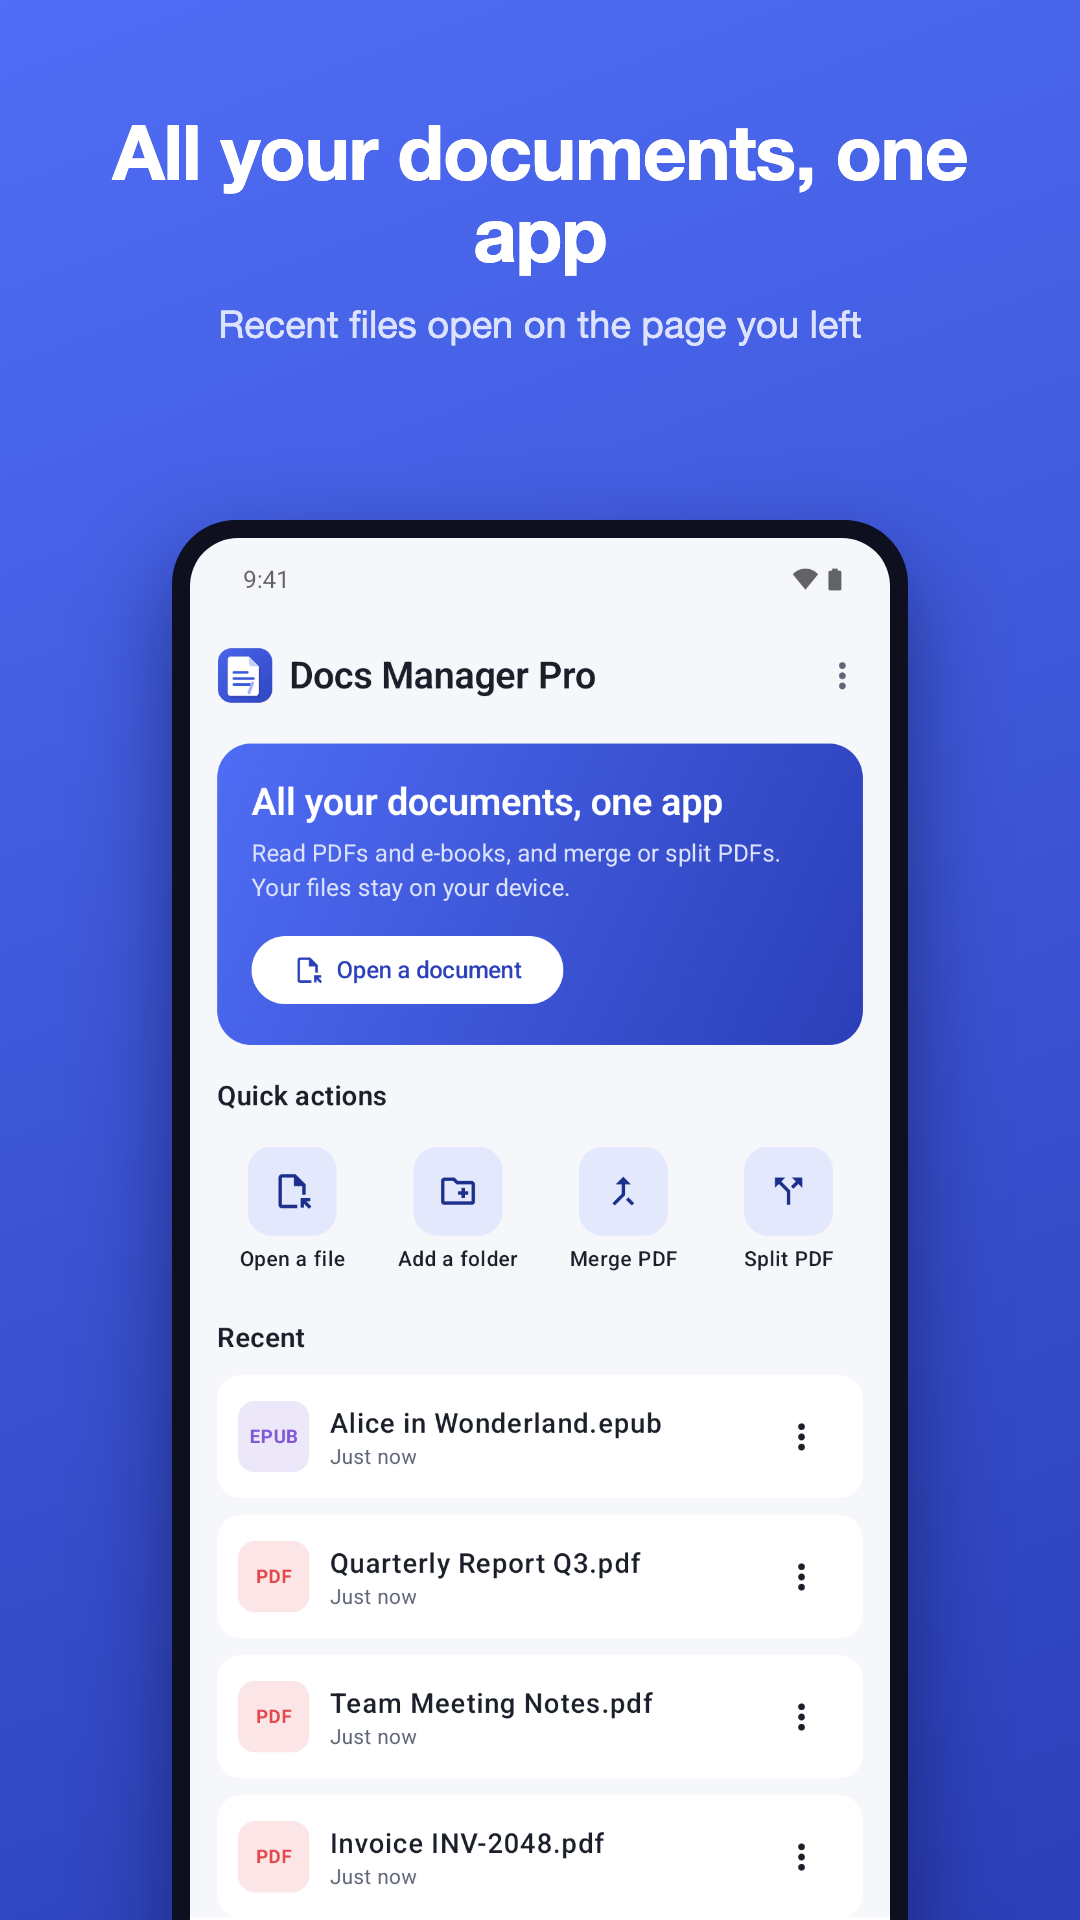 All your documents, one
app
Recent files open on the page you left
9:41
Docs Manager Pro
All your documents, one app
Read PDFs and e-books, and merge or split PDFs.
Your files stay on your device.
Open a document
Quick actions
Open a file
Add a folder
Merge PDF
Split PDF
Recent
EPUB
Alice in Wonderland.epub
Just now
PDF
Quarterly Report Q3.pdf
Just now
PDF
Team Meeting Notes.pdf
Just now
PDF
Invoice INV-2048.pdf
Just now